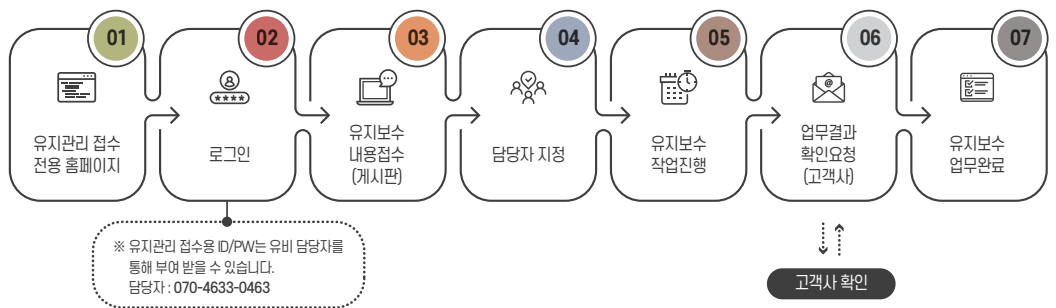 01
유지관리 접수
전용 홈페이지
02
****
로그인
03
유지보수
내용접수
(게시판)
04
담당자 지정
05
유지보수
작업진행
06
@
업무결과
확인요청
(고객사)
07
유지보수
업무완료
※ 유지관리 접수용 ID/PW는 유비 담당자를
통해 부여 받을 수 있습니다.
담당자 : 070-4633-0463
고객사 확인